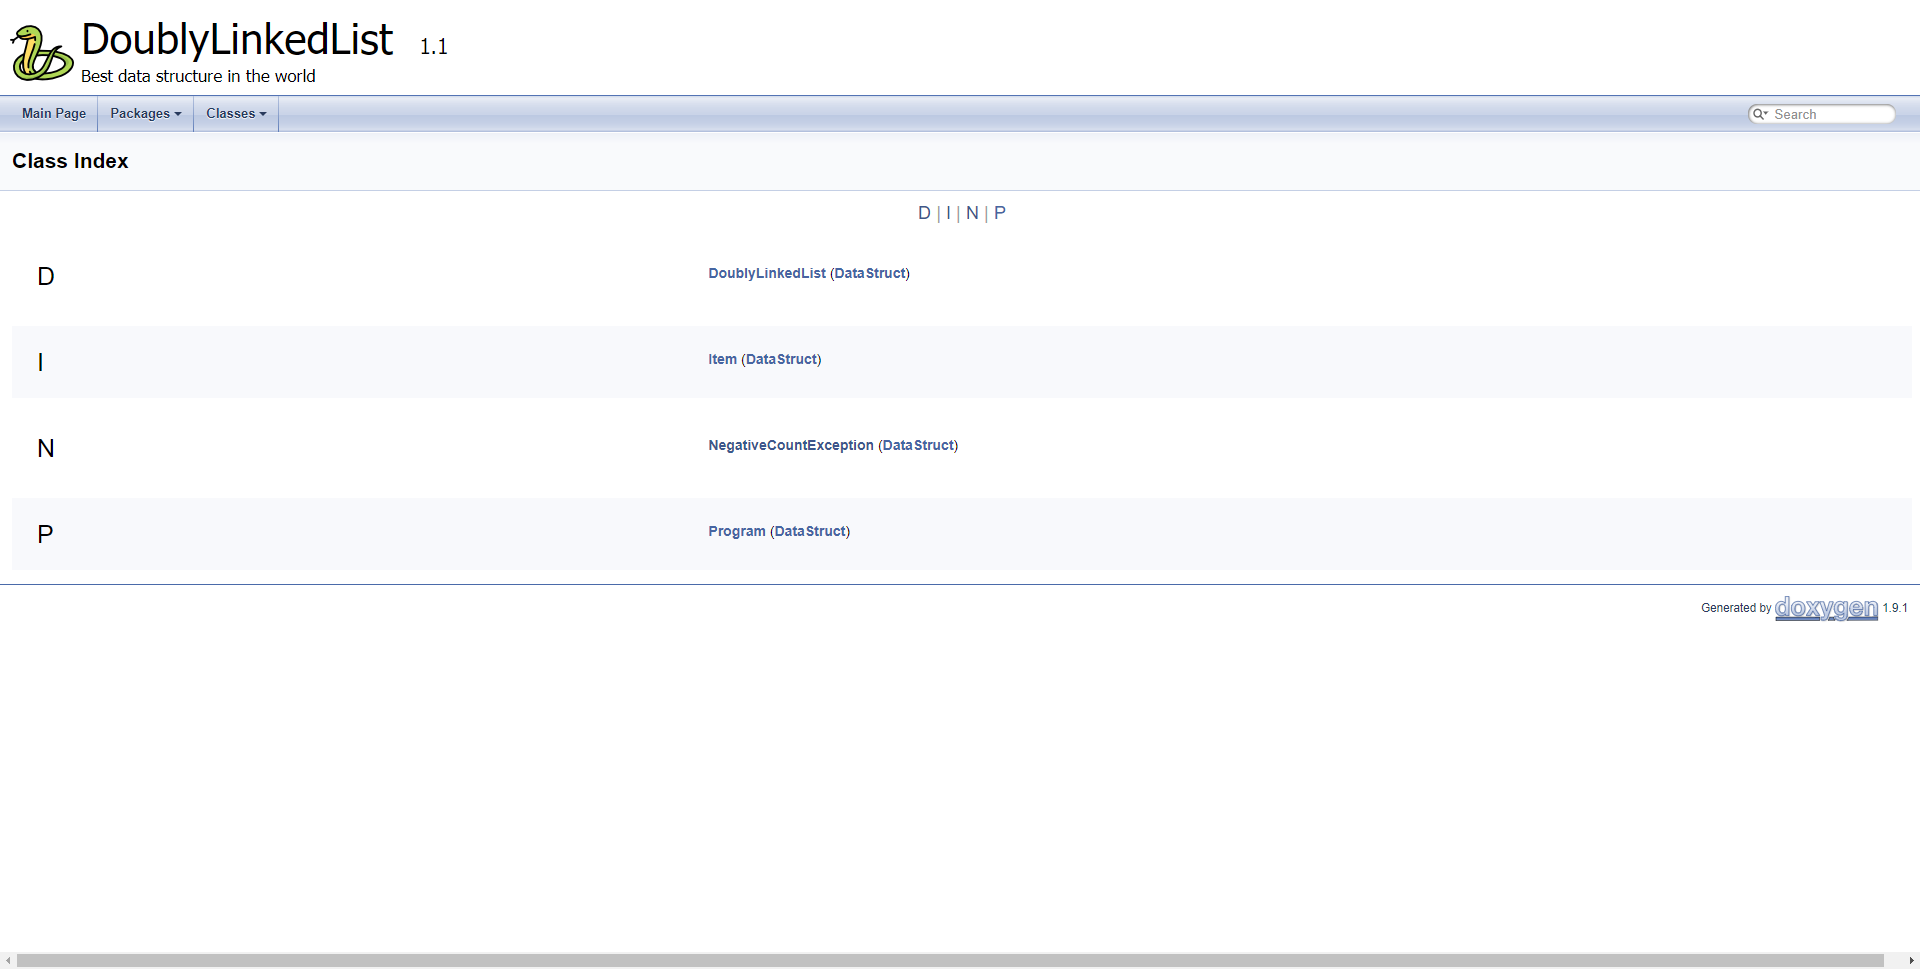 DoublyLinkedList 1.1
Best data structure in the world
Main Page Packages Classes Search
Class Index
D | I | N | P
D DoublyLinkedList (DataStruct)
I Item (DataStruct)
N NegativeCountException (DataStruct)
P Program (DataStruct)
Generated by doxygen 1.9.1